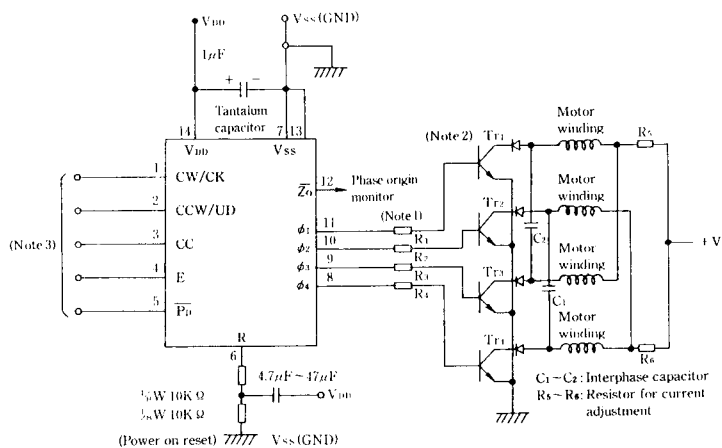 VDD
VSS(GND)
1μF
+ −
Tantalum
capacitor
14
7 13
VDD
VSS
1
CW/CK
2
CCW/UD
3
CC
4
E
5
P̅D̅
(Note 3)
12
Z̅o̅
Phase origin
monitor
11
ϕ1
10
ϕ2
9
ϕ3
8
ϕ4
(Note 1)
R1
R2
R3
R4
R
6
4.7μF~47μF
VDD
W 10KΩ
W 10KΩ
(Power on reset)
VSS(GND)
(Note 2)
Tr1
Tr2
Tr3
Tr4
C2
C1
Motor
winding
R5
Motor
winding
Motor
winding
Motor
winding
R6
+ V
C1~C2: Interphase capacitor
R5~R6: Resistor for current
adjustment